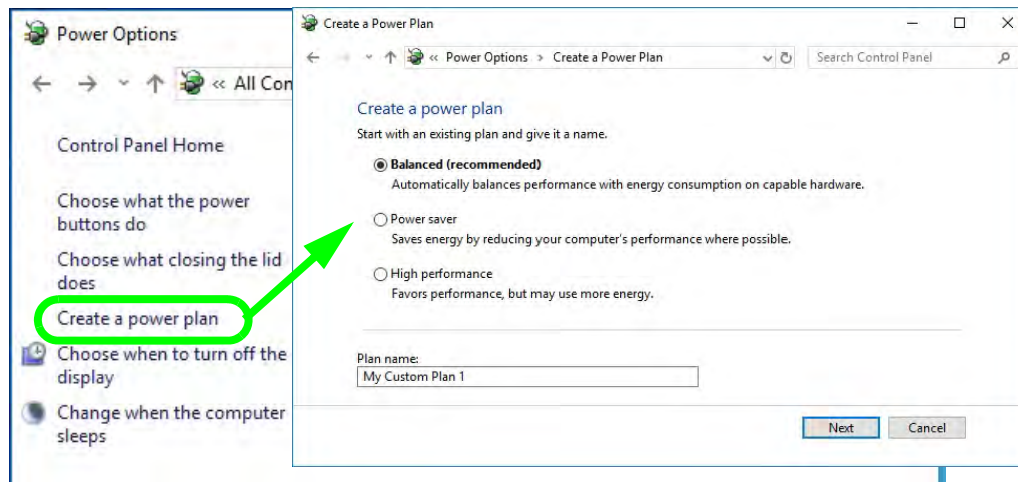 Power Options
« All Con
Control Panel Home
Choose what the power
buttons do
Choose what closing the lid
does
Create a power plan
Choose when to turn off the
display
Change when the computer
sleeps
Create a Power Plan
« Power Options > Create a Power Plan
Search Control Panel
Create a power plan
Start with an existing plan and give it a name.
Balanced (recommended)
Automatically balances performance with energy consumption on capable hardware.
Power saver
Saves energy by reducing your computer's performance where possible.
High performance
Favors performance, but may use more energy.
Plan name:
My Custom Plan 1
Next
Cancel